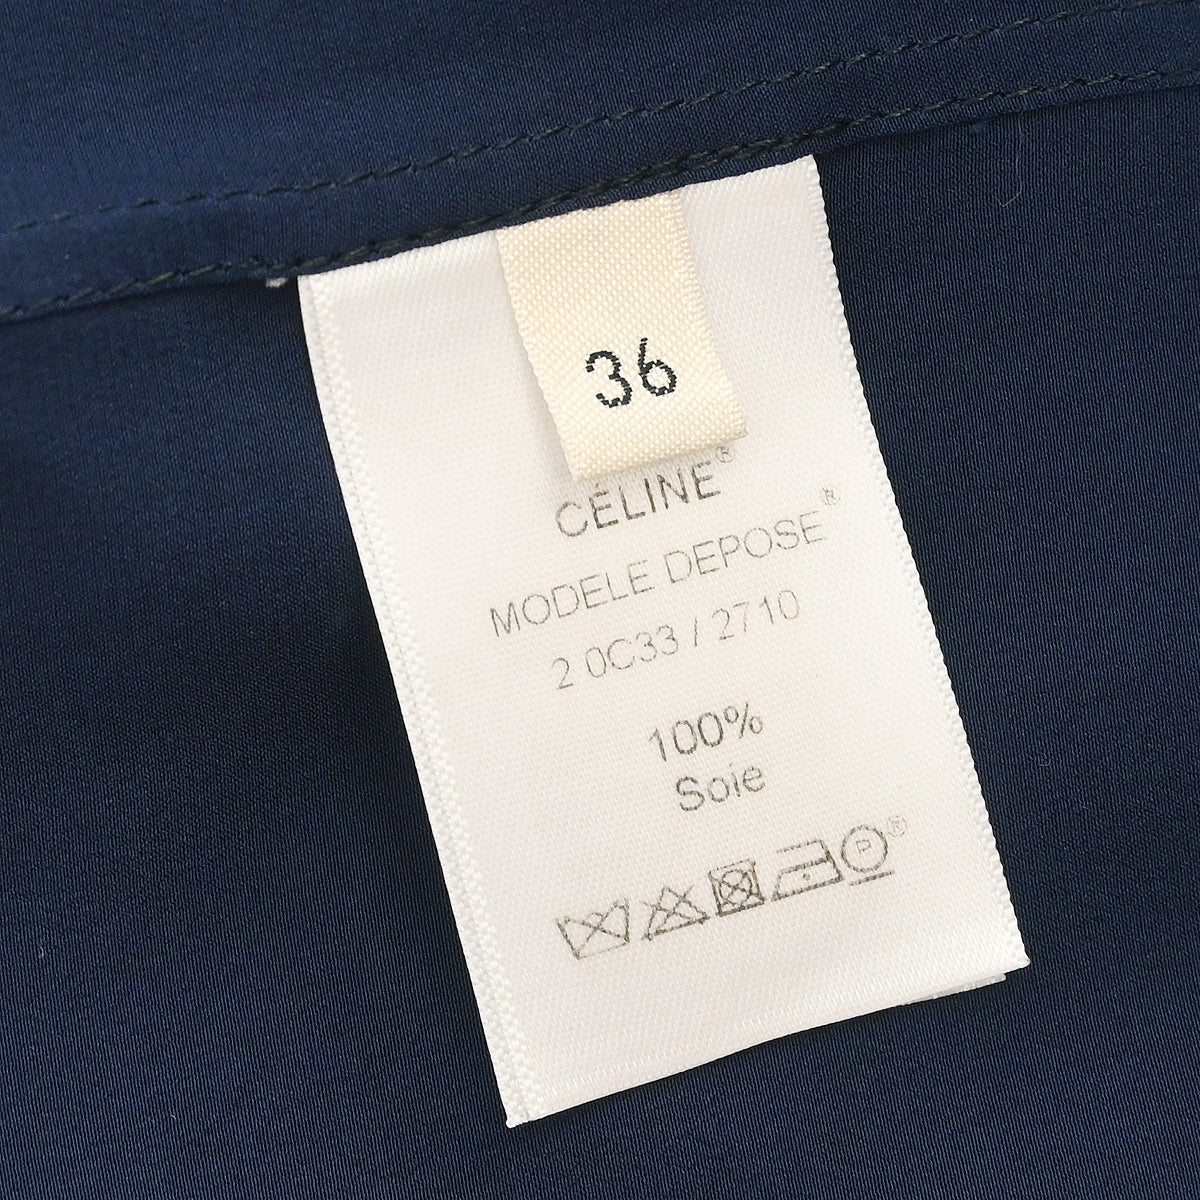 36
CÉLINE®
MODELE DEPOSE®
2 0C33 / 2710
100%
Soie
P ®